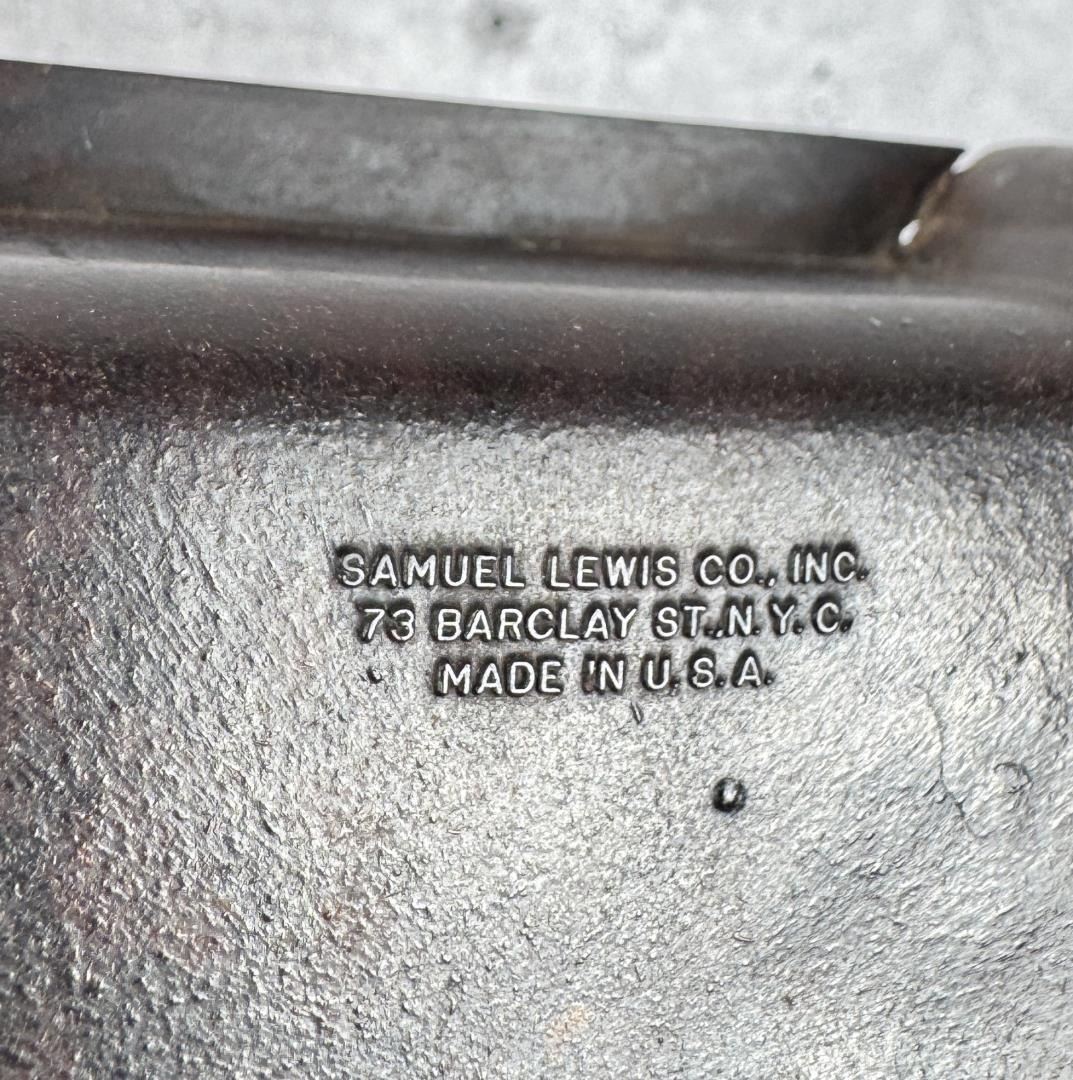 SAMUEL LEWIS CO., INC.
73 BARCLAY ST., N.Y.C.
MADE IN U.S.A.